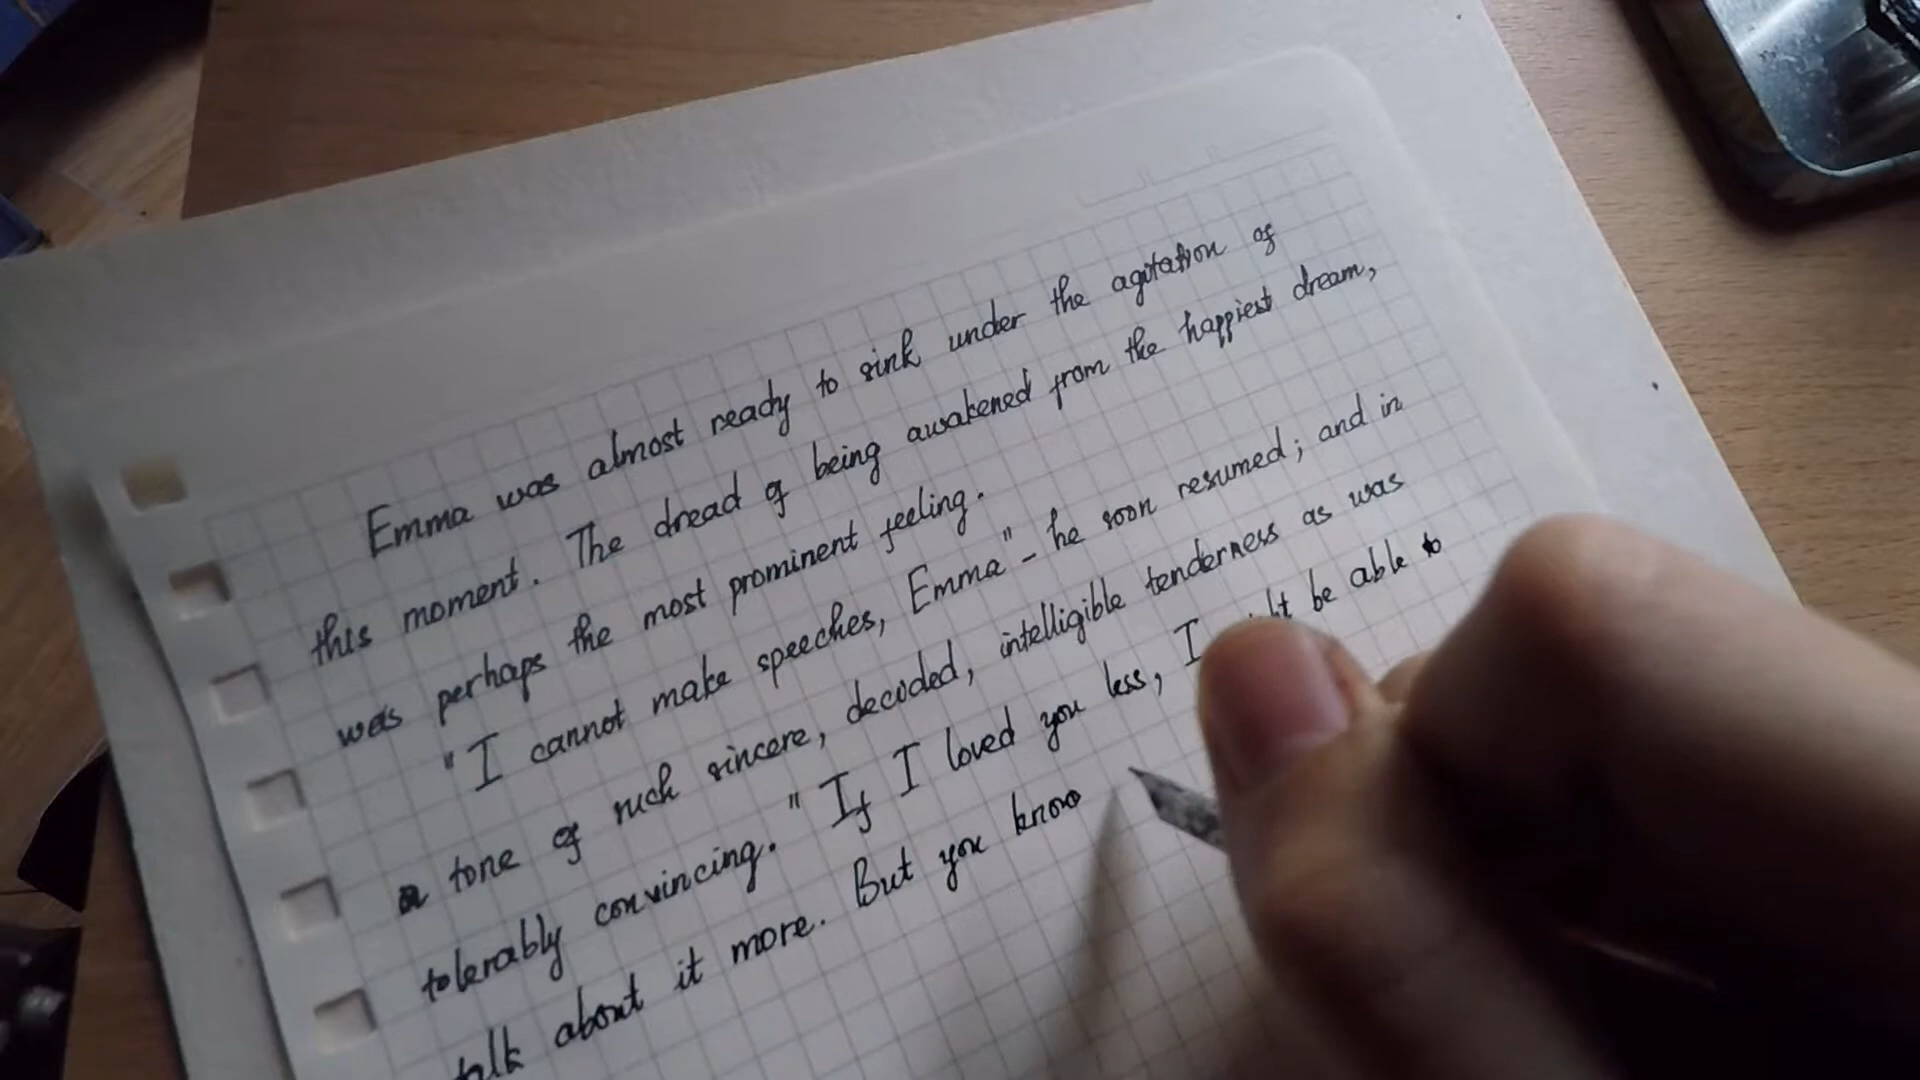 Emma was almost ready to sink under the agitation of
this moment. The dread of being awakened from the happiest dream,
was perhaps the most prominent feeling.
"I cannot make speeches, Emma" - he soon resumed; and in
a tone of such sincere, decided, intelligible tenderness as was
tolerably convincing. "If I loved you less, I be able to
talk about it more. But you know